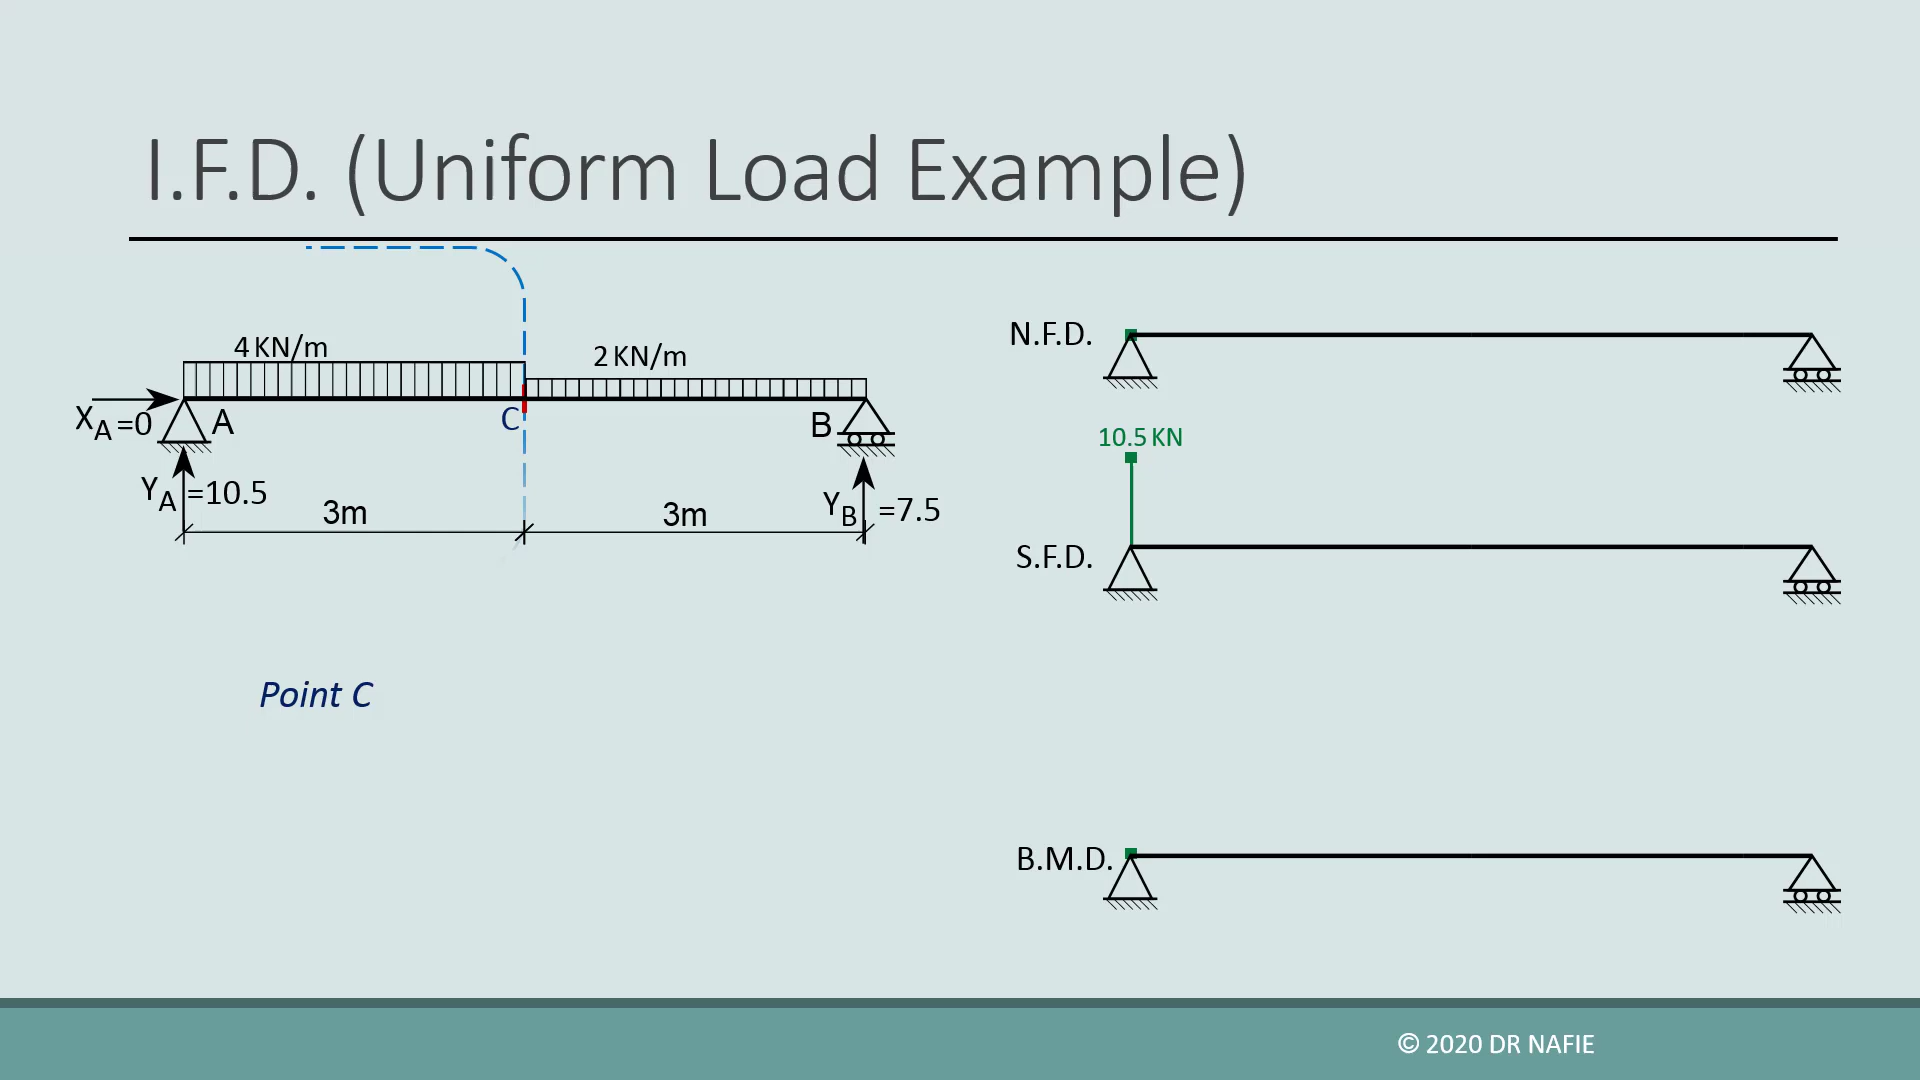 I.F.D. (Uniform Load Example)
4 KN/m
2 KN/m
XA=0
A
C
B
YA=10.5
3m
3m
YB=7.5
Point C
N.F.D.
10.5 KN
S.F.D.
B.M.D.
© 2020 DR NAFIE